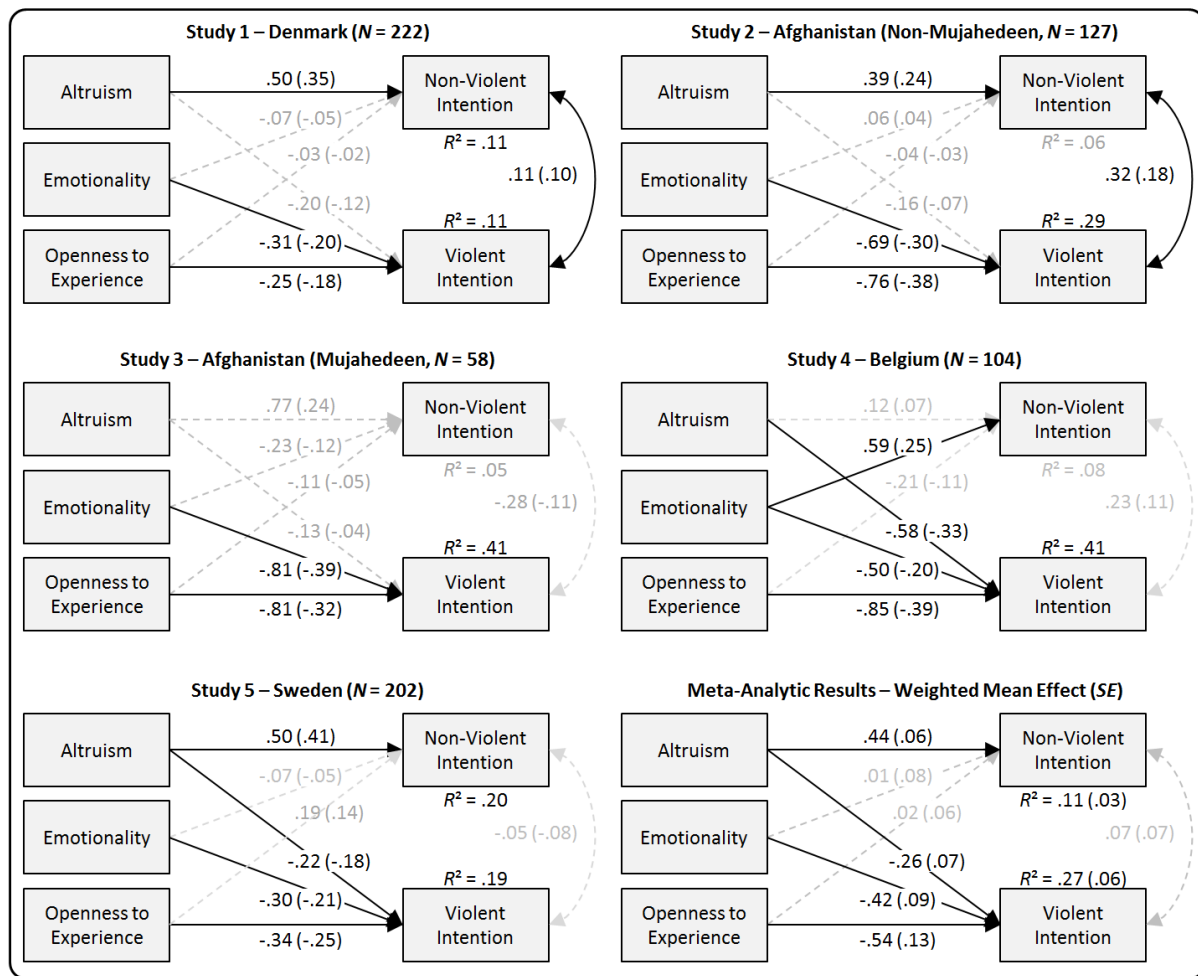 Study 1 – Denmark (N = 222)
Altruism
Emotionality
Openness to
Experience
.50 (.35)
-.07 (-.05)
-.03 (-.02)
-.20 (-.12)
-.31 (-.20)
-.25 (-.18)
Non-Violent
Intention
R² = .11
.11 (.10)
R² = .11
Violent
Intention
Study 2 – Afghanistan (Non-Mujahedeen, N = 127)
Altruism
Emotionality
Openness to
Experience
.39 (.24)
.06 (.04)
-.04 (-.03)
-.16 (-.07)
-.69 (-.30)
-.76 (-.38)
Non-Violent
Intention
R² = .06
.32 (.18)
R² = .29
Violent
Intention
Study 3 – Afghanistan (Mujahedeen, N = 58)
Altruism
Emotionality
Openness to
Experience
.77 (.24)
-.23 (-.12)
-.11 (-.05)
-.13 (-.04)
-.81 (-.39)
-.81 (-.32)
Non-Violent
Intention
R² = .05
-.28 (-.11)
R² = .41
Violent
Intention
Study 4 – Belgium (N = 104)
Altruism
Emotionality
Openness to
Experience
.12 (.07)
.59 (.25)
-.21 (-.11)
-.58 (-.33)
-.50 (-.20)
-.85 (-.39)
Non-Violent
Intention
R² = .08
.23 (.11)
R² = .41
Violent
Intention
Study 5 – Sweden (N = 202)
Altruism
Emotionality
Openness to
Experience
.50 (.41)
-.07 (-.05)
.19 (.14)
-.22 (-.18)
-.30 (-.21)
-.34 (-.25)
Non-Violent
Intention
R² = .20
-.05 (-.08)
R² = .19
Violent
Intention
Meta-Analytic Results – Weighted Mean Effect (SE)
Altruism
Emotionality
Openness to
Experience
.44 (.06)
.01 (.08)
.02 (.06)
-.26 (.07)
-.42 (.09)
-.54 (.13)
Non-Violent
Intention
R² = .11 (.03)
.07 (.07)
R² = .27 (.06)
Violent
Intention